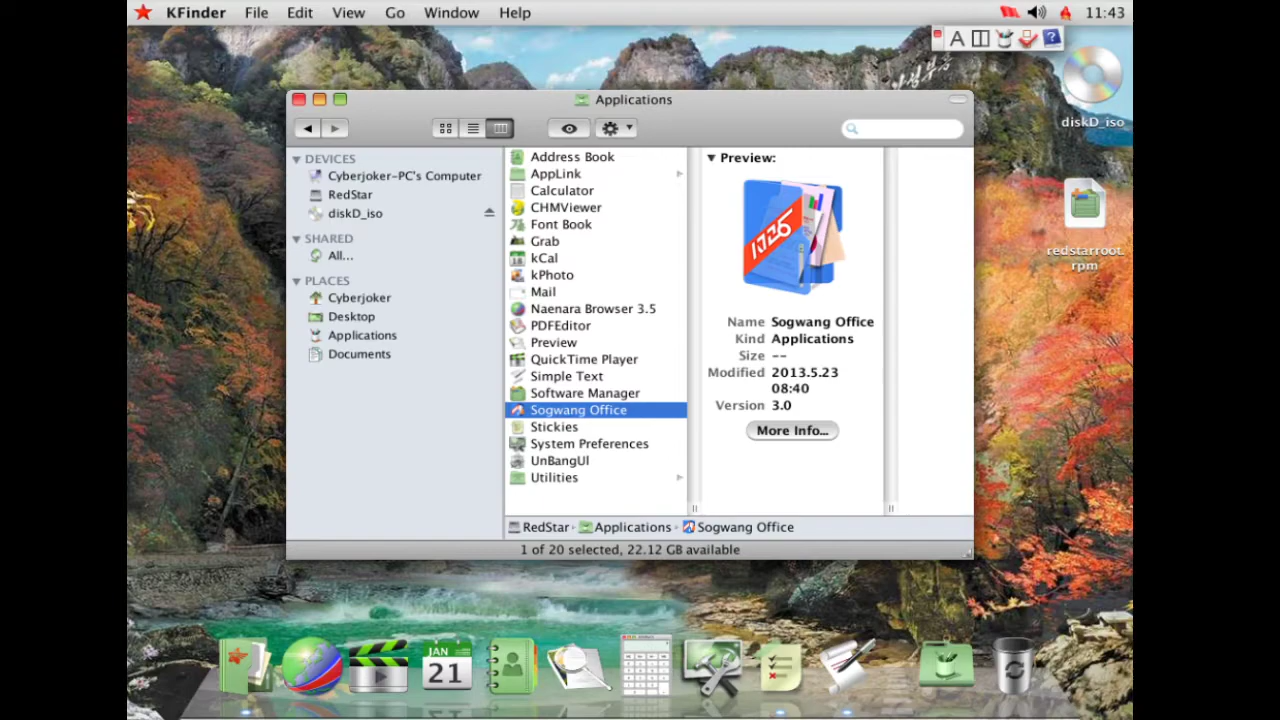 KFinder File Edit View Go Window Help 11:43
A
?
diskD_iso
redstarroot.
rpm
Applications
DEVICES
Cyberjoker-PC's Computer
RedStar
diskD_iso
SHARED
All...
PLACES
Cyberjoker
Desktop
Applications
Documents
Address Book
AppLink
Calculator
CHMViewer
Font Book
Grab
kCal
kPhoto
Mail
Naenara Browser 3.5
PDFEditor
Preview
QuickTime Player
Simple Text
Software Manager
Sogwang Office
Stickies
System Preferences
UnBangUI
Utilities
Preview:
Name Sogwang Office
Kind Applications
Size --
Modified 2013.5.23
08:40
Version 3.0
More Info...
RedStar Applications Sogwang Office
1 of 20 selected, 22.12 GB available
JAN
21